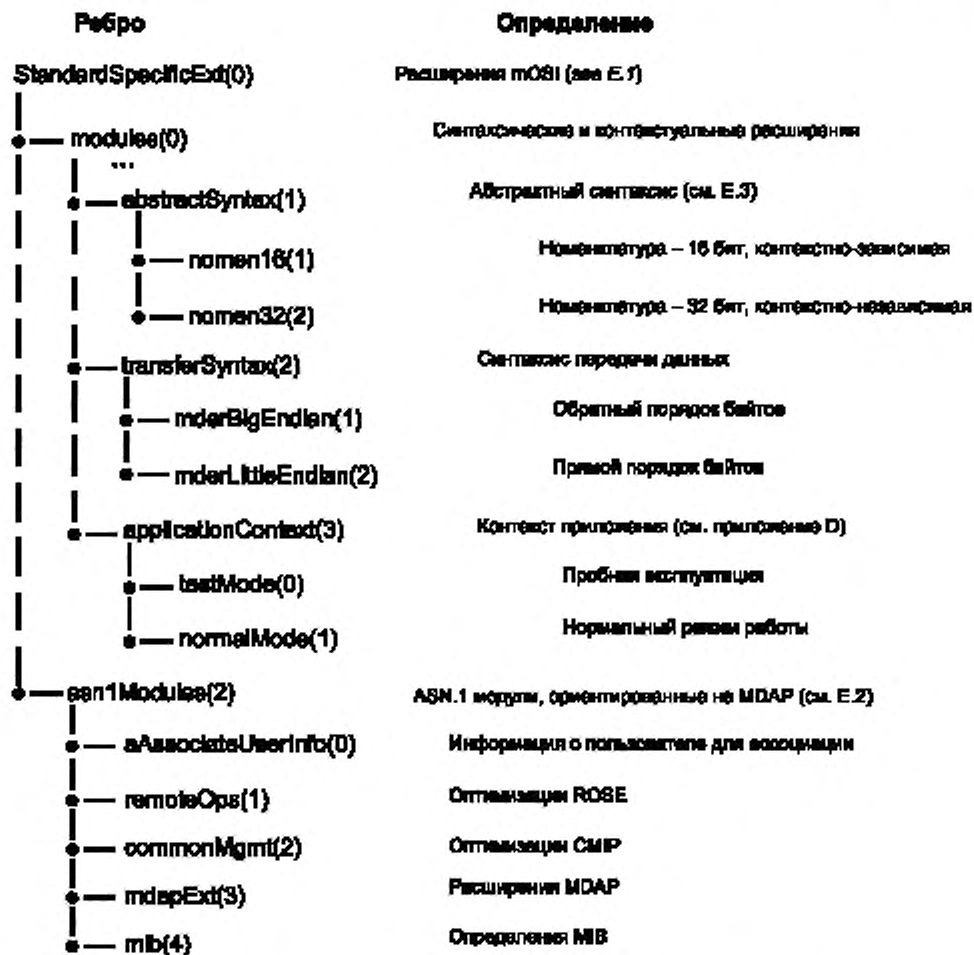 Ребро Определение
StandardSpecificExt(0) Расширения mOSI (see E.1)
modules(0) Синтаксические и контекстуальные расширения
...
abstractSyntax(1) Абстрактный синтаксис (см. E.3)
nomen16(1) Номенклатура – 16 бит, контекстно-зависимая
nomen32(2) Номенклатура – 32 бит, контекстно-независимая
transferSyntax(2) Синтаксис передачи данных
mderBigEndian(1) Обратный порядок байтов
mderLittleEndian(2) Прямой порядок байтов
applicationContext(3) Контекст приложения (см. приложение D)
testMode(0) Пробная эксплуатация
normalMode(1) Нормальный режим работы
asn1Modules(2) ASN.1 модули, ориентированные на MDAP (см. E.2)
aAssociateUserInfo(0) Информация о пользователе для ассоциации
remoteOps(1) Оптимизации ROSE
commonMgmt(2) Оптимизации CMIP
mdapExt(3) Расширения MDAP
mib(4) Определения MIB